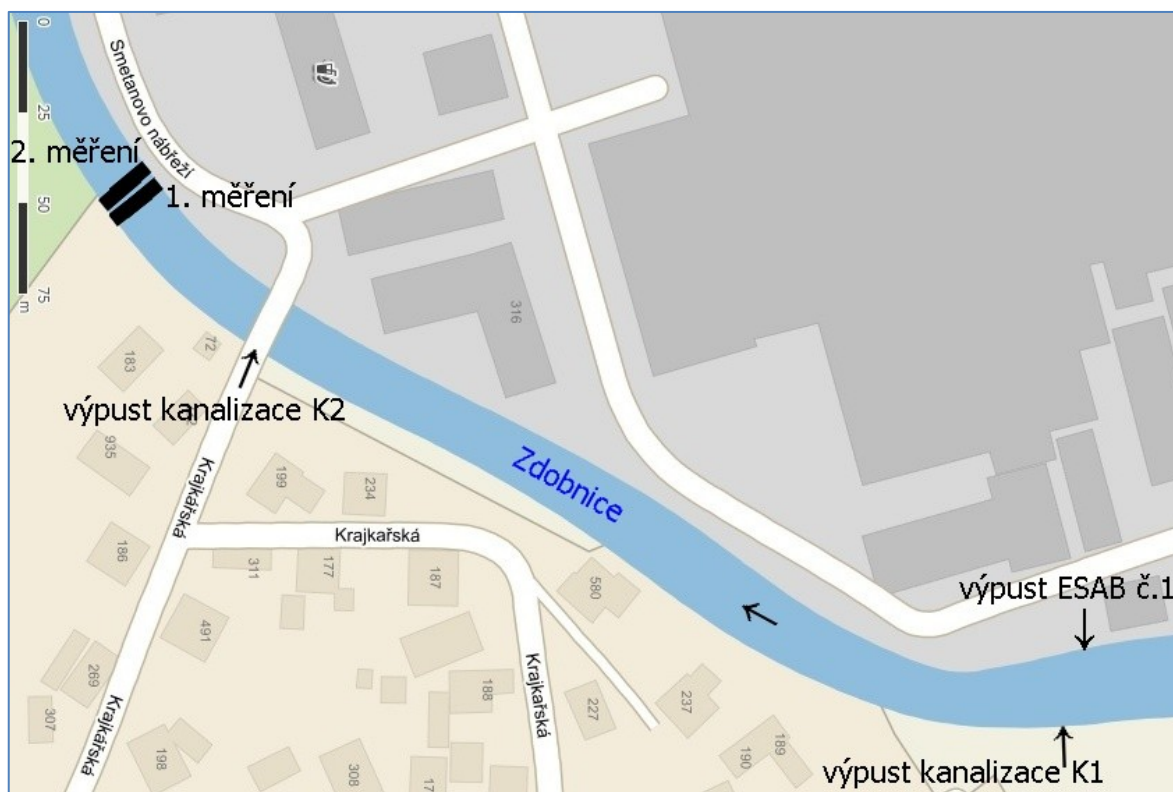 0
25
50
75
m
Smetanovo nábřeží
2. měření
1. měření
316
72
183
výpust kanalizace K2
935
Krajkářská
199
234
Zdobnice
186
Krajkařská
311
177
187
580
výpust ESAB č.1
491
269
188
Krajkařská
227
237
307
Krajkářská
198
308
190
189
výpust kanalizace K1